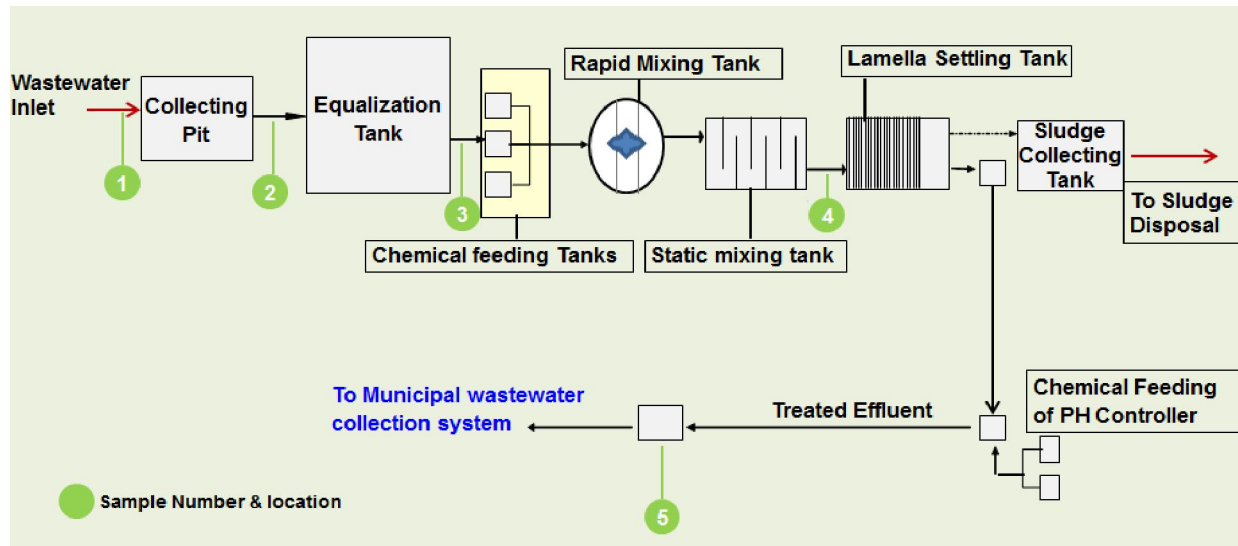 Wastewater
Inlet
Collecting
Pit
Equalization
Tank
Rapid Mixing Tank
Lamella Settling Tank
Sludge
Collecting
Tank
To Sludge
Disposal
1
2
3
4
Chemical feeding Tanks
Static mixing tank
To Municipal wastewater
collection system
Treated Effluent
Chemical Feeding
of PH Controller
5
Sample Number & location